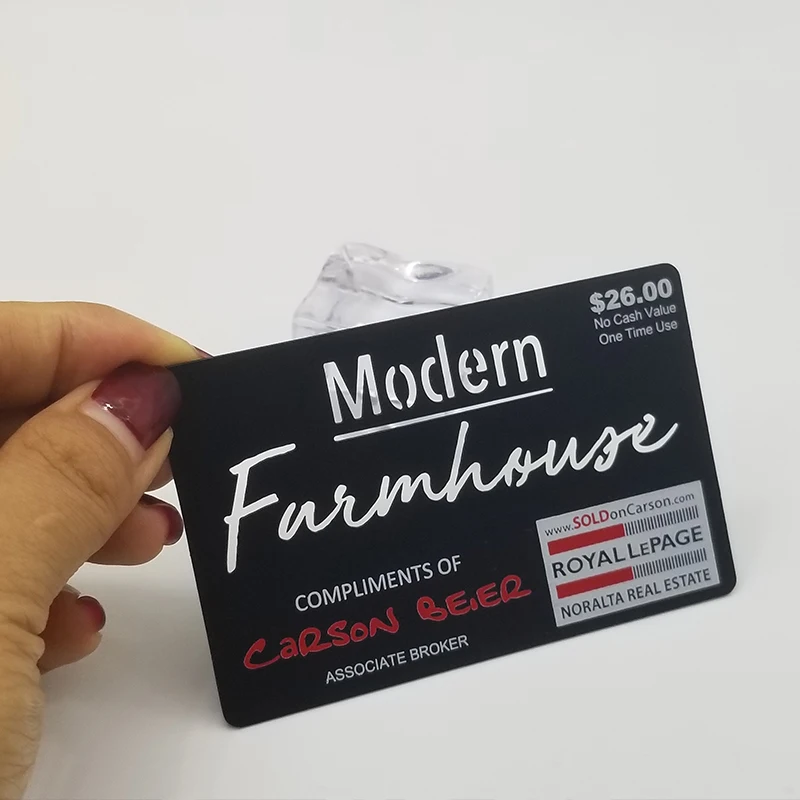 $26.00
No Cash Value
One Time Use
Modern
Farmhouse
COMPLIMENTS OF
CARSON BEiER
ASSOCIATE BROKER
www.SOLDonCarson.com
ROYAL LEPAGE
NORALTA REAL ESTATE